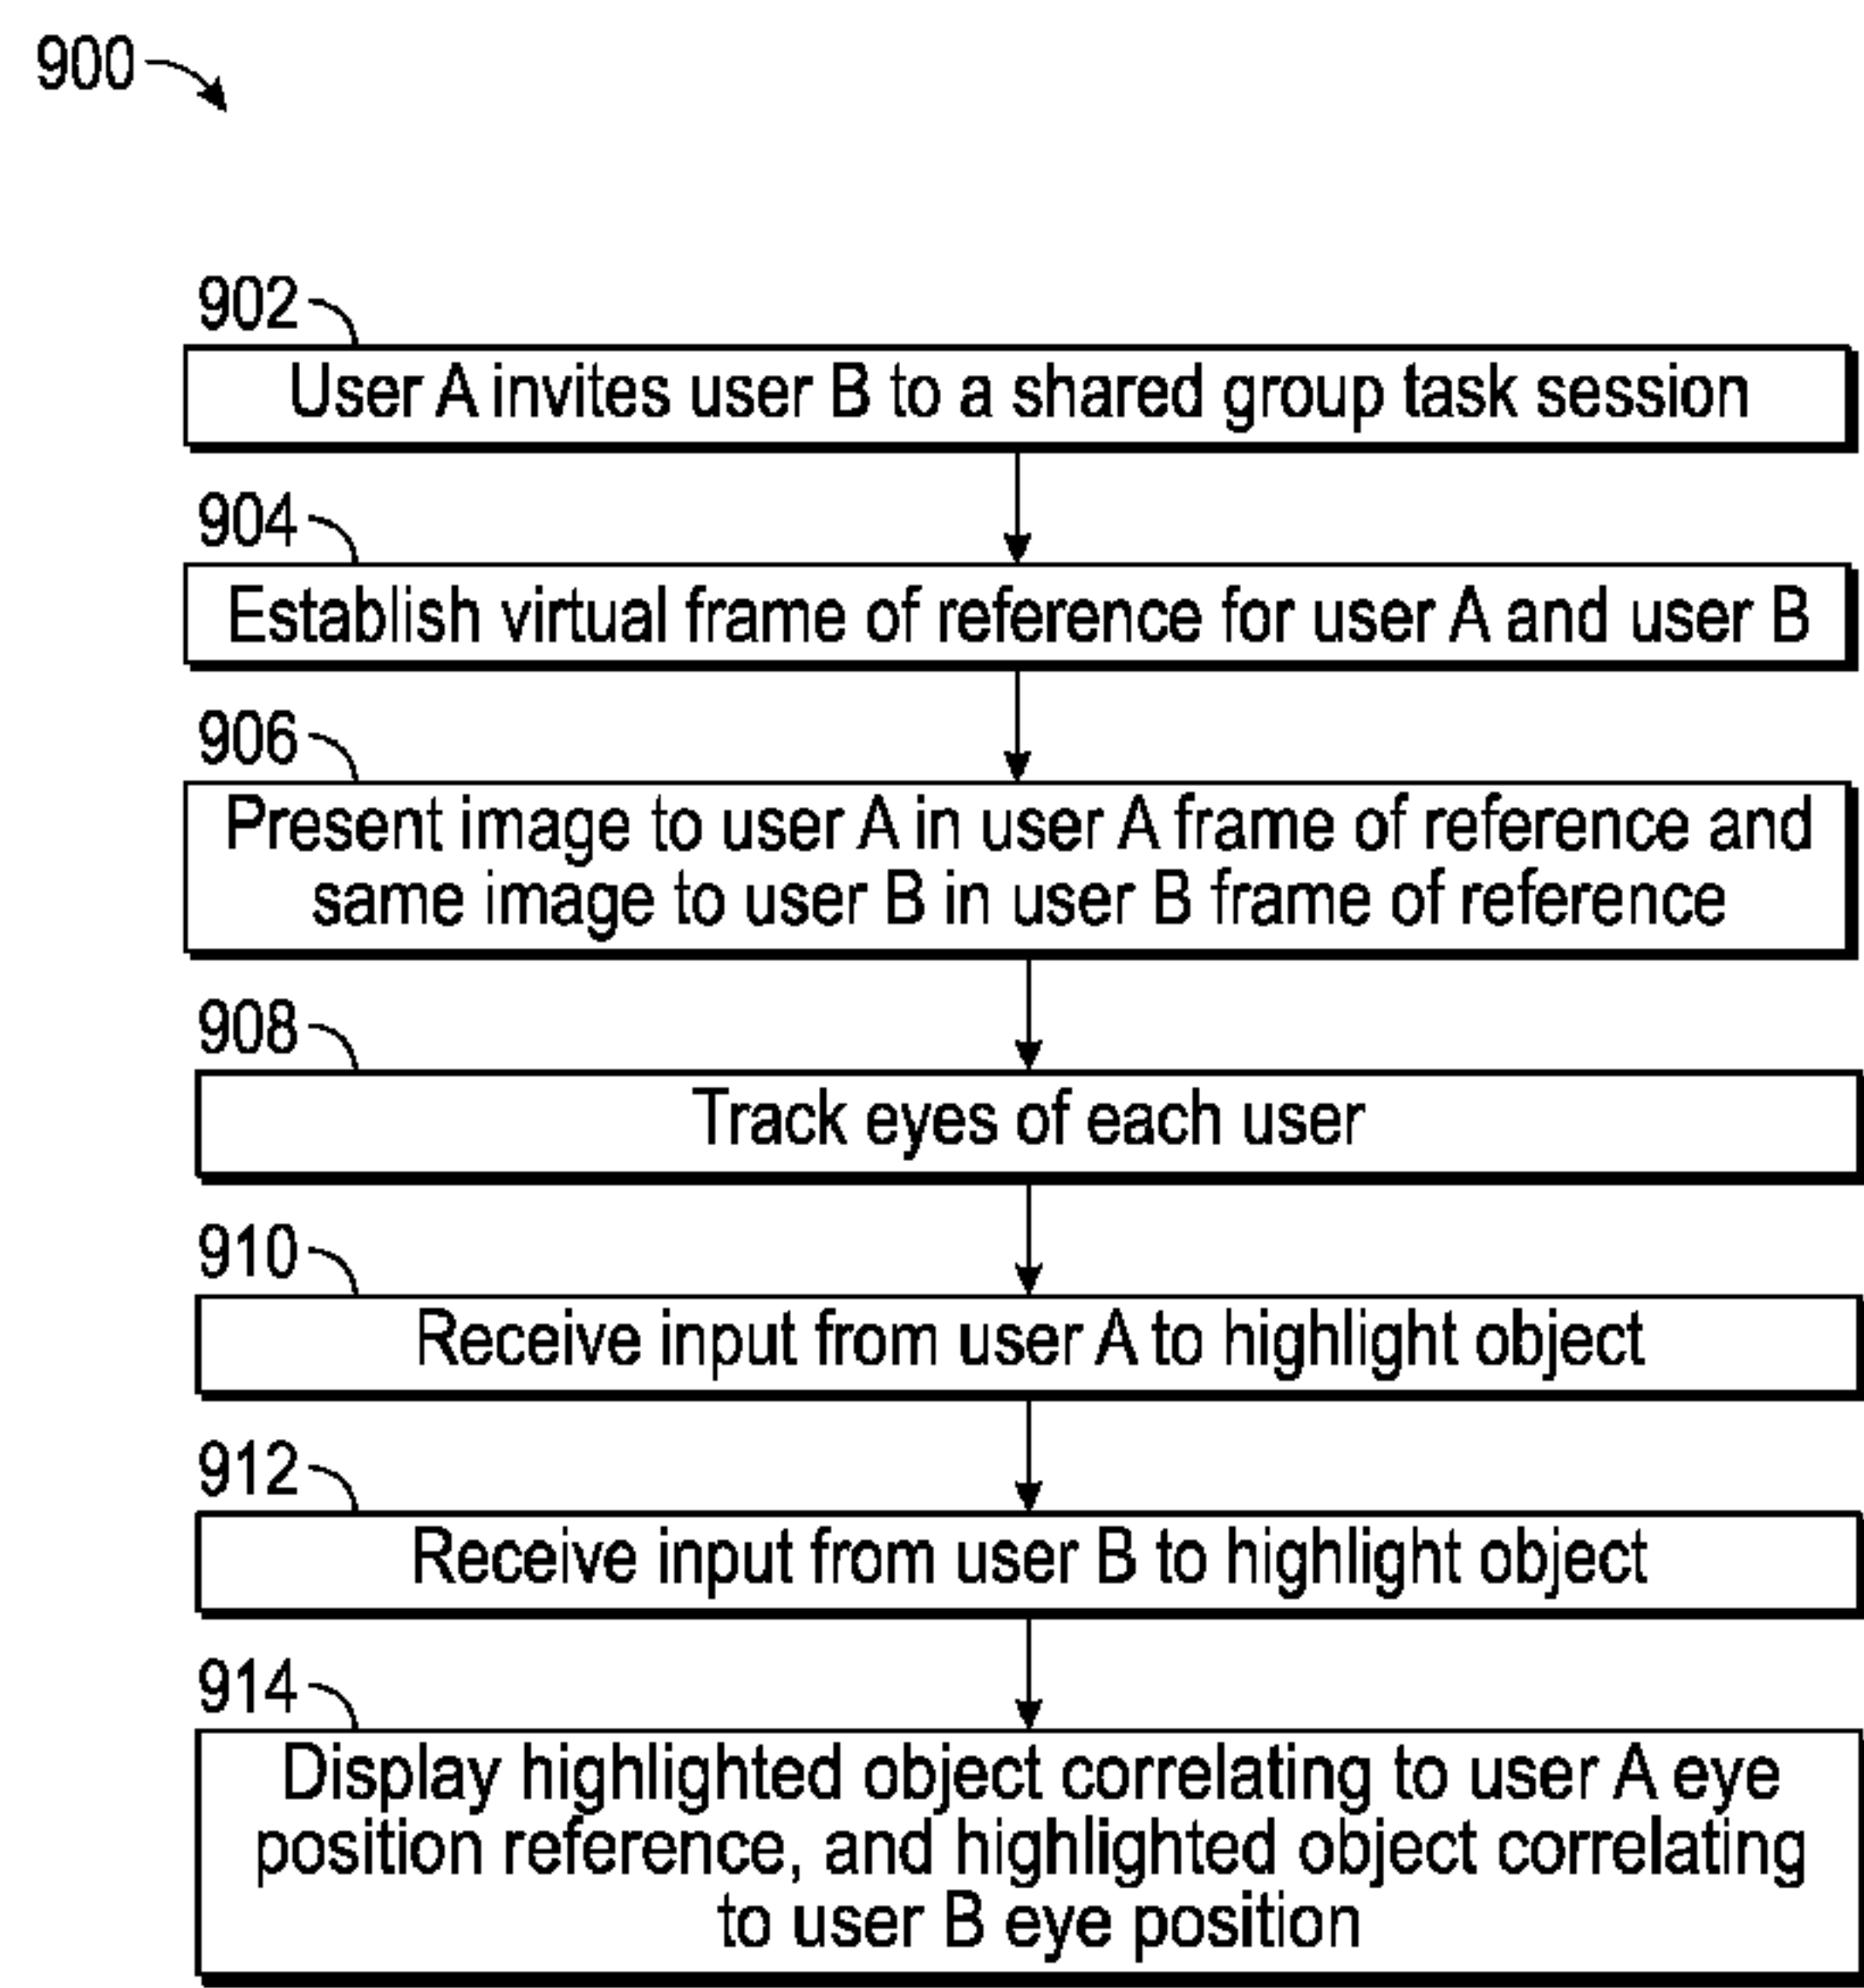 900
902
User A invites user B to a shared group task session
904
Establish virtual frame of reference for user A and user B
906
Present image to user A in user A frame of reference and
same image to user B in user B frame of reference
908
Track eyes of each user
910
Receive input from user A to highlight object
912
Receive input from user B to highlight object
914
Display highlighted object correlating to user A eye
position reference, and highlighted object correlating
to user B eye position